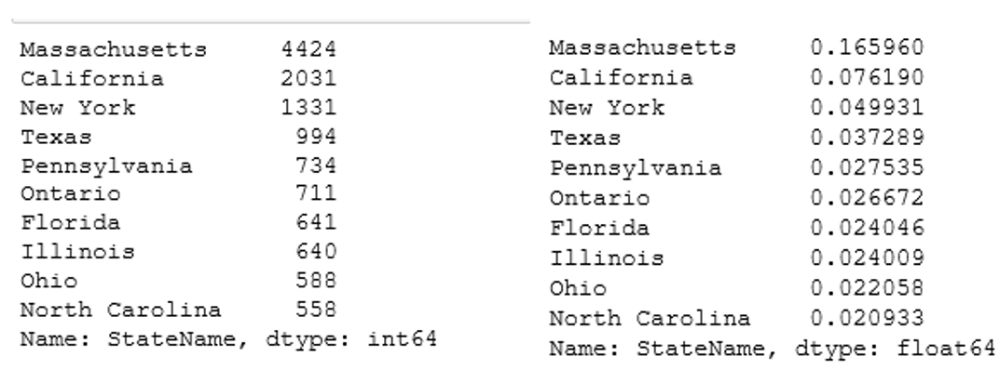 Massachusetts 4424
California 2031
New York 1331
Texas 994
Pennsylvania 734
Ontario 711
Florida 641
Illinois 640
Ohio 588
North Carolina 558
Name: StateName, dtype: int64
Massachusetts 0.165960
California 0.076190
New York 0.049931
Texas 0.037289
Pennsylvania 0.027535
Ontario 0.026672
Florida 0.024046
Illinois 0.024009
Ohio 0.022058
North Carolina 0.020933
Name: StateName, dtype: float64